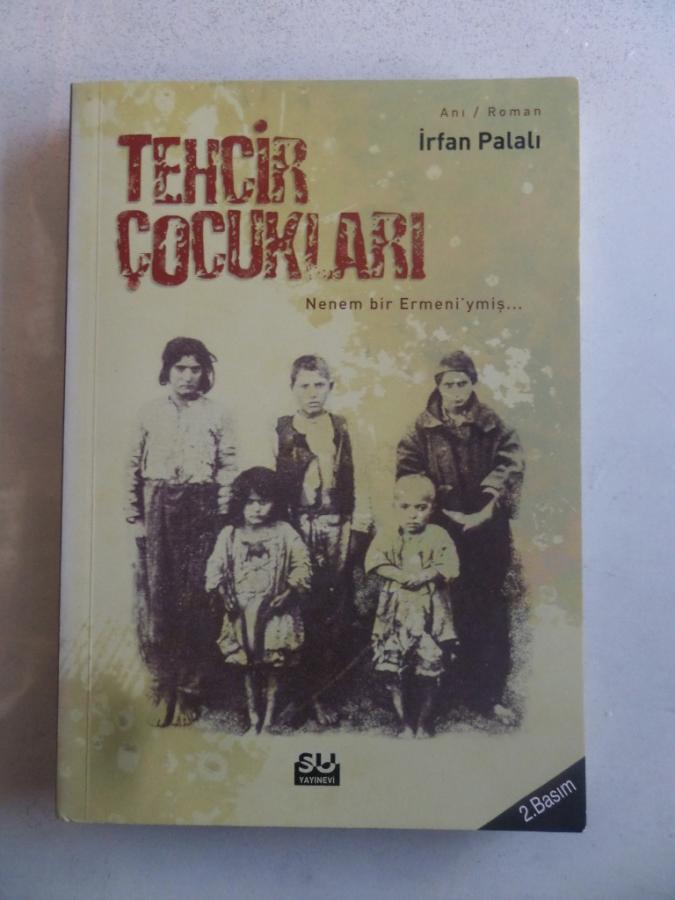 Anı / Roman
İrfan Palalı
TEHCİR
ÇOCUKLARI
Nenem bir Ermeni'ymiş...
SU
YAYINEVİ
2.Basım